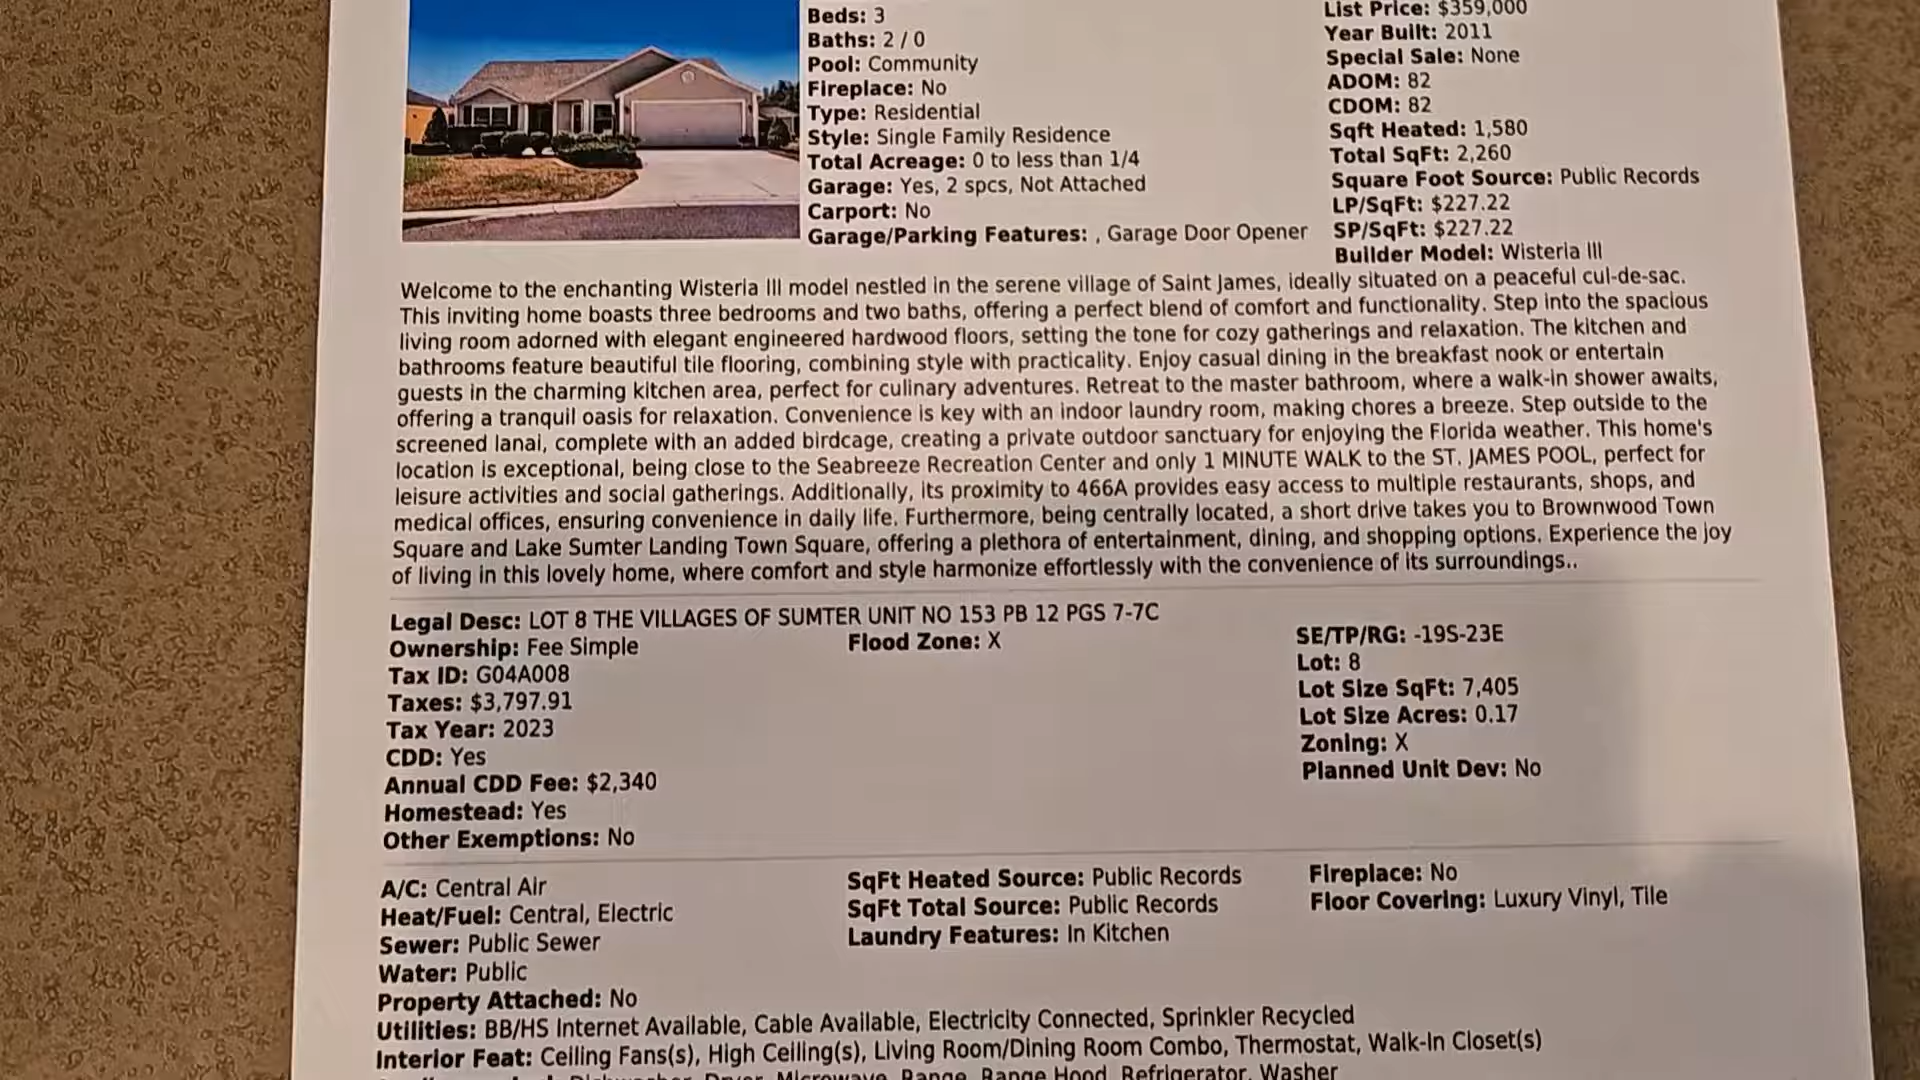 Beds: 3
Baths: 2 / 0
Pool: Community
Fireplace: No
Type: Residential
Style: Single Family Residence
Total Acreage: 0 to less than 1/4
Garage: Yes, 2 spcs, Not Attached
Carport: No
Garage/Parking Features: , Garage Door Opener
List Price: $359,000
Year Built: 2011
Special Sale: None
ADOM: 82
CDOM: 82
Sqft Heated: 1,580
Total SqFt: 2,260
Square Foot Source: Public Records
LP/SqFt: $227.22
SP/SqFt: $227.22
Builder Model: Wisteria lll
Welcome to the enchanting Wisteria lll model nestled in the serene village of Saint James, ideally situated on a peaceful cul-de-sac.
This inviting home boasts three bedrooms and two baths, offering a perfect blend of comfort and functionality. Step into the spacious
living room adorned with elegant engineered hardwood floors, setting the tone for cozy gatherings and relaxation. The kitchen and
bathrooms feature beautiful tile flooring, combining style with practicality. Enjoy casual dining in the breakfast nook or entertain
guests in the charming kitchen area, perfect for culinary adventures. Retreat to the master bathroom, where a walk-in shower awaits,
offering a tranquil oasis for relaxation. Convenience is key with an indoor laundry room, making chores a breeze. Step outside to the
screened lanai, complete with an added birdcage, creating a private outdoor sanctuary for enjoying the Florida weather. This home's
location is exceptional, being close to the Seabreeze Recreation Center and only 1 MINUTE WALK to the ST. JAMES POOL, perfect for
leisure activities and social gatherings. Additionally, its proximity to 466A provides easy access to multiple restaurants, shops, and
medical offices, ensuring convenience in daily life. Furthermore, being centrally located, a short drive takes you to Brownwood Town
Square and Lake Sumter Landing Town Square, offering a plethora of entertainment, dining, and shopping options. Experience the joy
of living in this lovely home, where comfort and style harmonize effortlessly with the convenience of its surroundings..
Legal Desc: LOT 8 THE VILLAGES OF SUMTER UNIT NO 153 PB 12 PGS 7-7C
Ownership: Fee Simple
Tax ID: G04A008
Taxes: $3,797.91
Tax Year: 2023
CDD: Yes
Annual CDD Fee: $2,340
Homestead: Yes
Other Exemptions: No
Flood Zone: X
SE/TP/RG: -19S-23E
Lot: 8
Lot Size SqFt: 7,405
Lot Size Acres: 0.17
Zoning: X
Planned Unit Dev: No
A/C: Central Air
Heat/Fuel: Central, Electric
Sewer: Public Sewer
Water: Public
Property Attached: No
SqFt Heated Source: Public Records
SqFt Total Source: Public Records
Laundry Features: In Kitchen
Fireplace: No
Floor Covering: Luxury Vinyl, Tile
Utilities: BB/HS Internet Available, Cable Available, Electricity Connected, Sprinkler Recycled
Interior Feat: Ceiling Fans(s), High Ceiling(s), Living Room/Dining Room Combo, Thermostat, Walk-In Closet(s)
Dishwasher, Dryer, Microwave, Range, Range Hood, Refrigerator, Washer